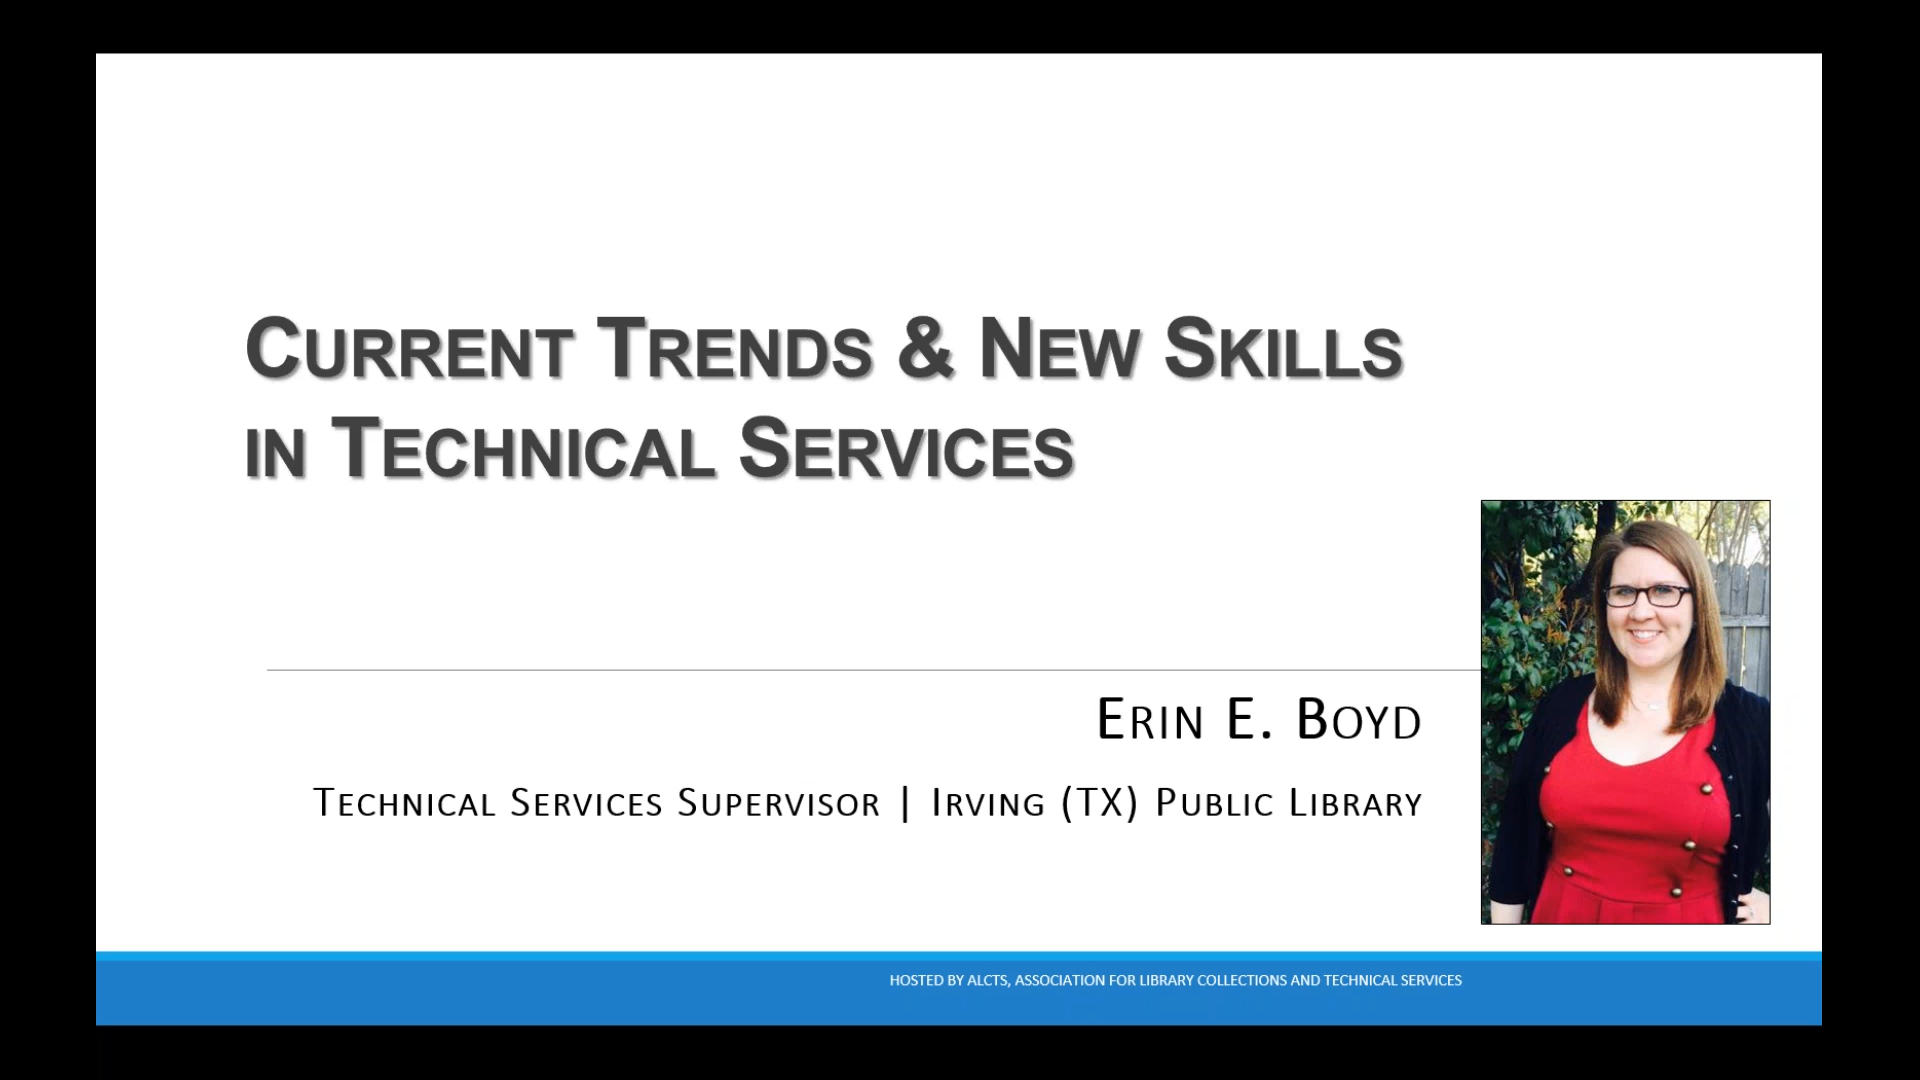 CURRENT TRENDS & NEW SKILLS
IN TECHNICAL SERVICES
ERIN E. BOYD
TECHNICAL SERVICES SUPERVISOR | IRVING (TX) PUBLIC LIBRARY
HOSTED BY ALCTS, ASSOCIATION FOR LIBRARY COLLECTIONS AND TECHNICAL SERVICES